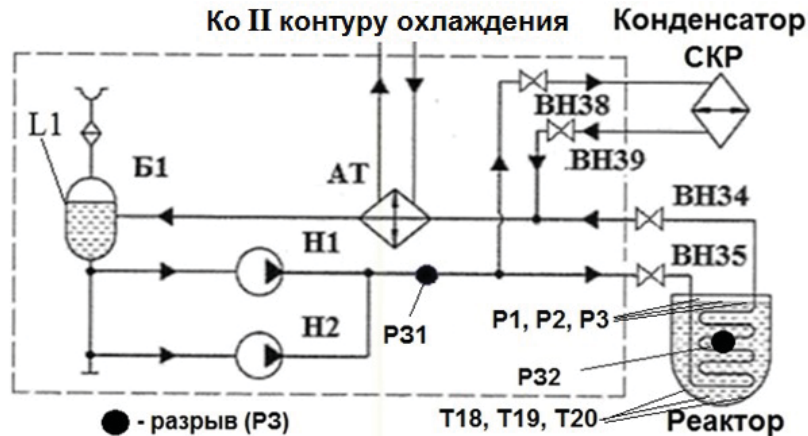 Ко II контуру охлаждения
Конденсатор
СКР
L1
Б1
АТ
ВН38
ВН39
ВН34
Н1
ВН35
Н2
РЗ1
Р1, Р2, Р3
РЗ2
● - разрыв (РЗ)
Т18, Т19, Т20
Реактор